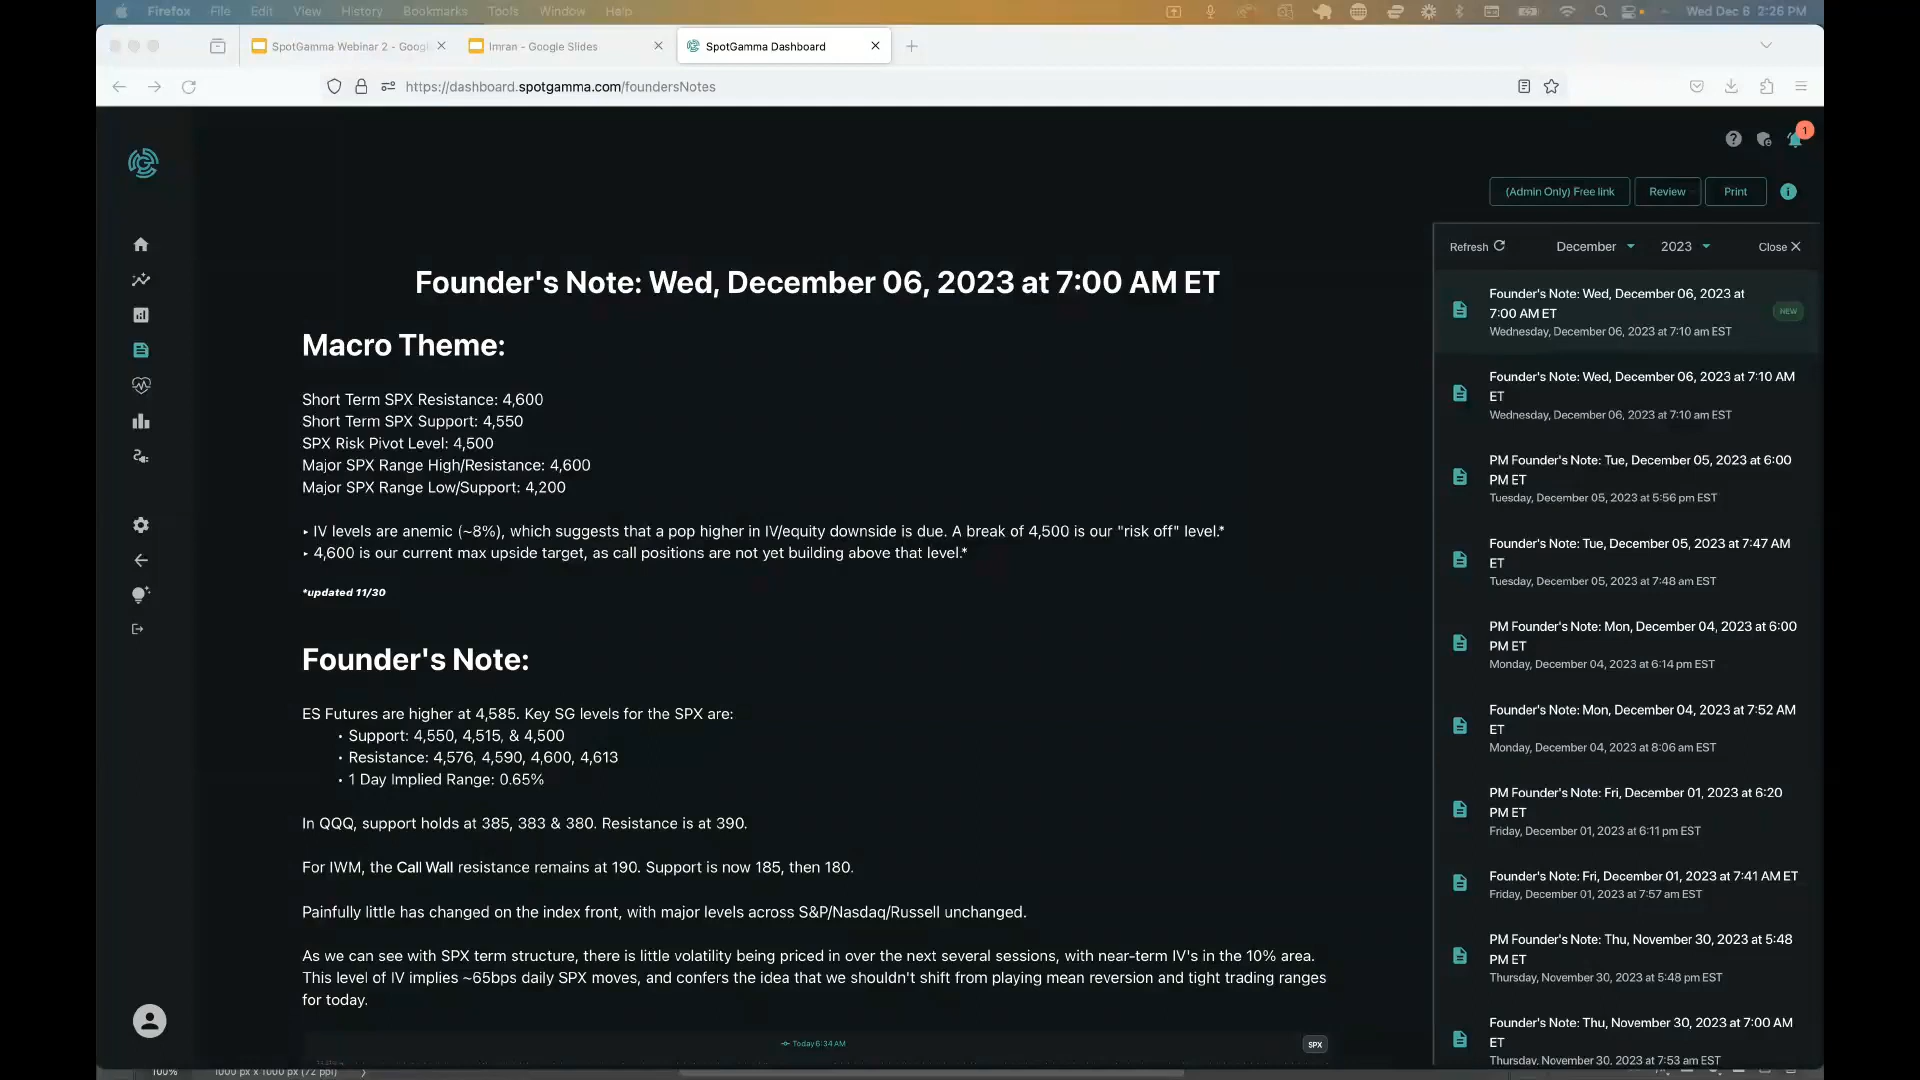 Firefox File Edit View History Bookmarks Tools Window Help Wed Dec 6 2:26 PM
SpotGamma Webinar 2 - Googl
Imran - Google Slides
SpotGamma Dashboard
https://dashboard.spotgamma.com/foundersNotes
1
(Admin Only) Free link
Review
Print
Refresh
December
2023
Close
Founder's Note: Wed, December 06, 2023 at 7:00 AM ET
Macro Theme:
Short Term SPX Resistance: 4,600
Short Term SPX Support: 4,550
SPX Risk Pivot Level: 4,500
Major SPX Range High/Resistance: 4,600
Major SPX Range Low/Support: 4,200
‣ IV levels are anemic (~8%), which suggests that a pop higher in IV/equity downside is due. A break of 4,500 is our "risk off" level.*
‣ 4,600 is our current max upside target, as call positions are not yet building above that level.*
*updated 11/30
Founder's Note:
ES Futures are higher at 4,585. Key SG levels for the SPX are:
• Support: 4,550, 4,515, & 4,500
• Resistance: 4,576, 4,590, 4,600, 4,613
• 1 Day Implied Range: 0.65%
In QQQ, support holds at 385, 383 & 380. Resistance is at 390.
For IWM, the Call Wall resistance remains at 190. Support is now 185, then 180.
Painfully little has changed on the index front, with major levels across S&P/Nasdaq/Russell unchanged.
As we can see with SPX term structure, there is little volatility being priced in over the next several sessions, with near-term IV's in the 10% area.
This level of IV implies ~65bps daily SPX moves, and confers the idea that we shouldn't shift from playing mean reversion and tight trading ranges
for today.
Today 6:34 AM
SPX
Founder's Note: Wed, December 06, 2023 at
7:00 AM ET
NEW
Wednesday, December 06, 2023 at 7:10 am EST
Founder's Note: Wed, December 06, 2023 at 7:10 AM
ET
Wednesday, December 06, 2023 at 7:10 am EST
PM Founder's Note: Tue, December 05, 2023 at 6:00
PM ET
Tuesday, December 05, 2023 at 5:56 pm EST
Founder's Note: Tue, December 05, 2023 at 7:47 AM
ET
Tuesday, December 05, 2023 at 7:48 am EST
PM Founder's Note: Mon, December 04, 2023 at 6:00
PM ET
Monday, December 04, 2023 at 6:14 pm EST
Founder's Note: Mon, December 04, 2023 at 7:52 AM
ET
Monday, December 04, 2023 at 8:06 am EST
PM Founder's Note: Fri, December 01, 2023 at 6:20
PM ET
Friday, December 01, 2023 at 6:11 pm EST
Founder's Note: Fri, December 01, 2023 at 7:41 AM ET
Friday, December 01, 2023 at 7:57 am EST
PM Founder's Note: Thu, November 30, 2023 at 5:48
PM ET
Thursday, November 30, 2023 at 5:48 pm EST
Founder's Note: Thu, November 30, 2023 at 7:00 AM
ET
Thursday, November 30, 2023 at 7:53 am EST
100% 1000 px x 1000 px (72 ppi)